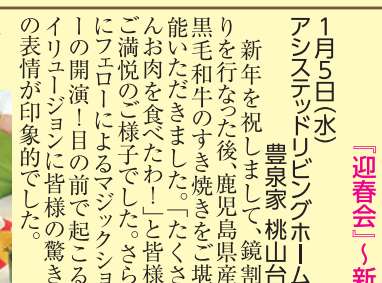 『迎春会』～新
1月5日(水)
アシステッドリビングホーム
豊泉家 桃山台
新年を祝しまして、鏡割
りを行なった後、鹿児島県産
黒毛和牛のすき焼きをご堪
能いただきました。「たくさ
んお肉を食べたわ！」と皆様
ご満悦のご様子でした。さら
にフェローによるマジックショ
ーの開演！目の前で起こる
イリュージョンに皆様の驚き
の表情が印象的でした。